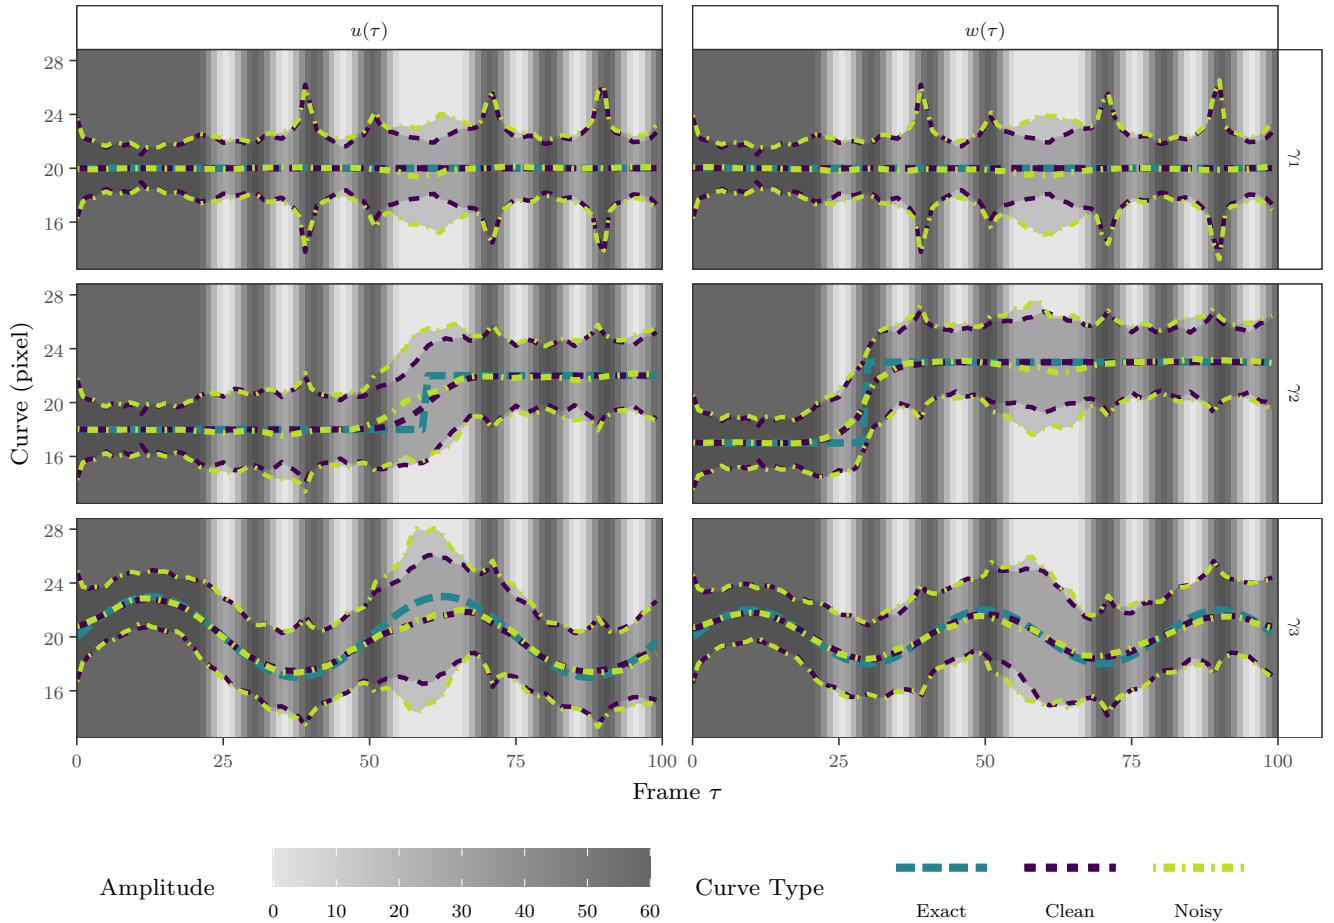 u(τ) w(τ)
28
24
20
16
γ1
28
24
20
16
γ2
28
24
20
16
γ3
Curve (pixel)
0 25 50 75 100 0 25 50 75 100
Frame τ
Amplitude
0 10 20 30 40 50 60
Curve Type
Exact Clean Noisy